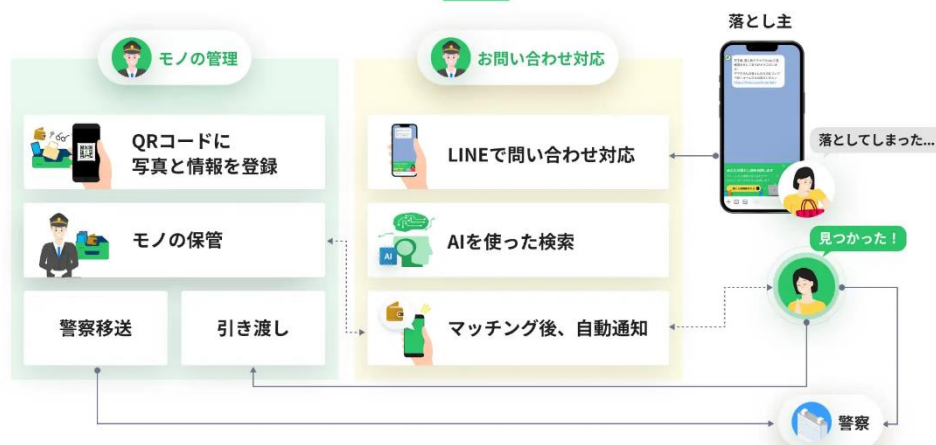 落とし主
モノの管理
お問い合わせ対応
QRコードに
写真と情報を登録
LINEで問い合わせ対応
落としてしまった...
モノの保管
AIを使った検索
AI
見つかった！
警察移送
引き渡し
マッチング後、自動通知
警察